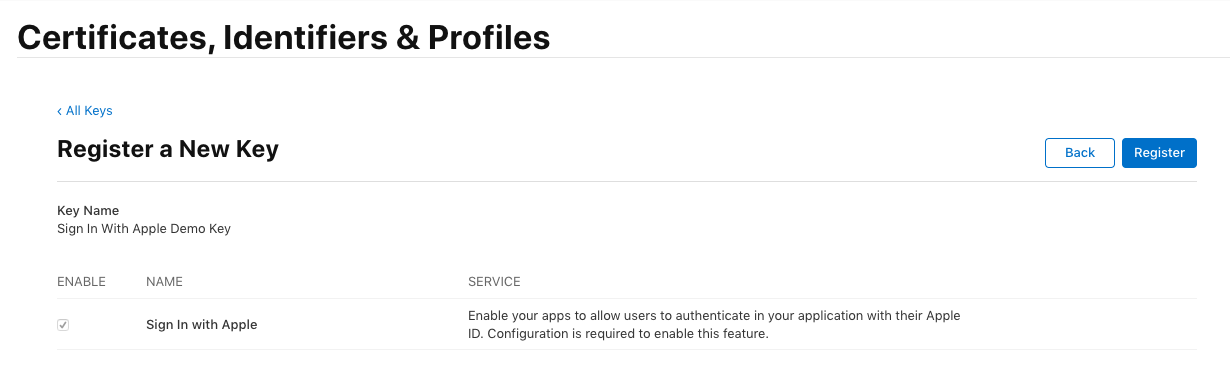 Certificates, Identifiers & Profiles
‹ All Keys
Register a New Key
Back
Register
Key Name
Sign In With Apple Demo Key
ENABLE NAME SERVICE
Sign In with Apple
Enable your apps to allow users to authenticate in your application with their Apple
ID. Configuration is required to enable this feature.